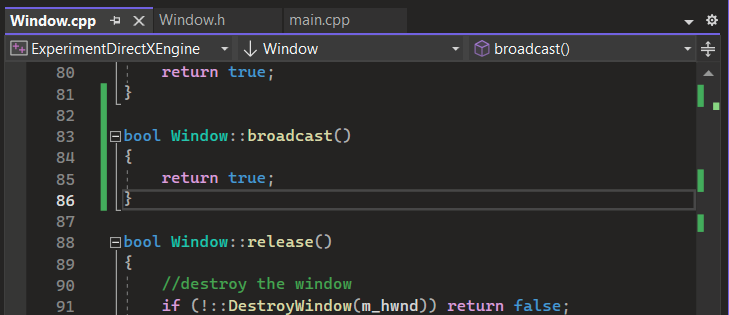 Window.cpp Window.h main.cpp
ExperimentDirectXEngine Window broadcast()
80 return true;
81 }
82
83 bool Window::broadcast()
84 {
85 return true;
86 }
87
88 bool Window::release()
89 {
90 //destroy the window
91 if (!::DestroyWindow(m_hwnd)) return false;